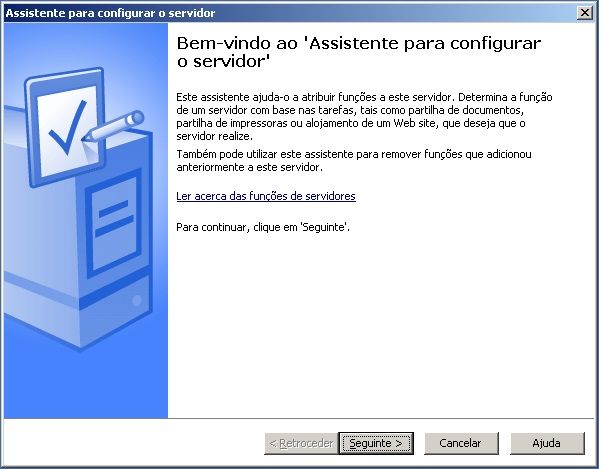 Assistente para configurar o servidor
Bem-vindo ao 'Assistente para configurar
o servidor'
Este assistente ajuda-o a atribuir funções a este servidor. Determina a função
de um servidor com base nas tarefas, tais como partilha de documentos,
partilha de impressoras ou alojamento de um Web site, que deseja que o
servidor realize.
Também pode utilizar este assistente para remover funções que adicionou
anteriormente a este servidor.
Ler acerca das funções de servidores
Para continuar, clique em 'Seguinte'.
< Retroceder
Seguinte >
Cancelar
Ajuda